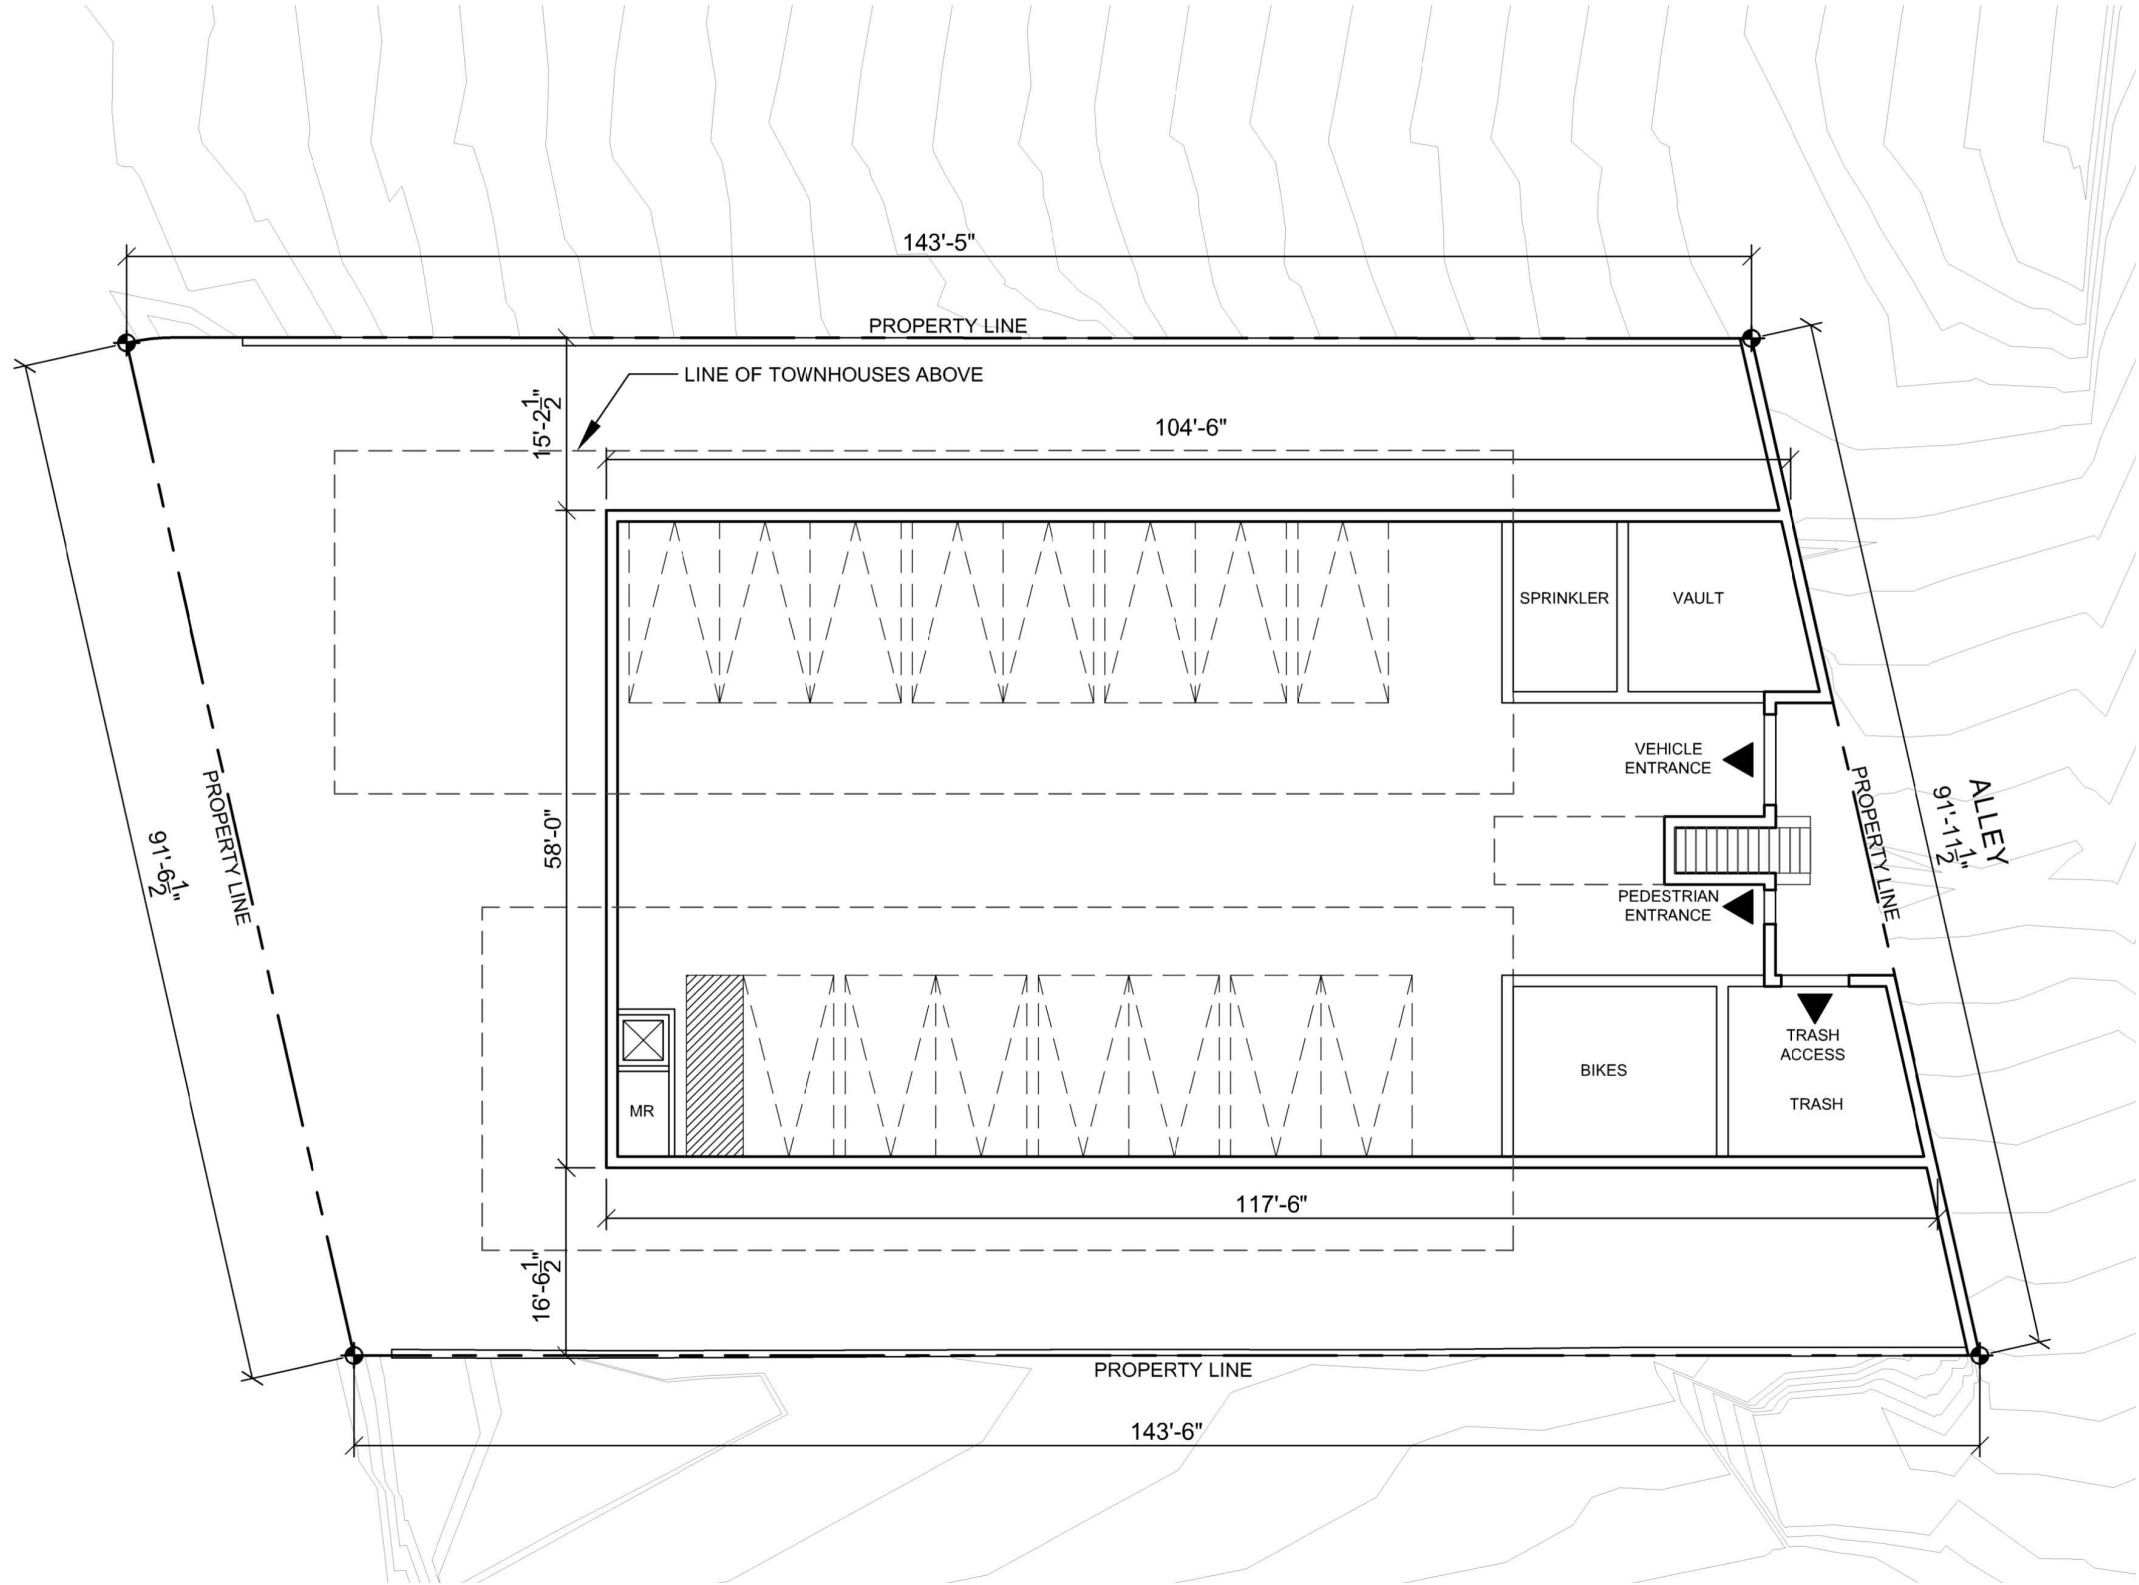 143'-5"
PROPERTY LINE
LINE OF TOWNHOUSES ABOVE
15'-2 1/2"
104'-6"
SPRINKLER
VAULT
VEHICLE
ENTRANCE
PROPERTY LINE
91'-6 1/2"
58'-0"
PROPERTY LINE
ALLEY
91'-11 1/2"
PEDESTRIAN
ENTRANCE
TRASH
ACCESS
BIKES
TRASH
MR
117'-6"
16'-6 1/2"
PROPERTY LINE
143'-6"